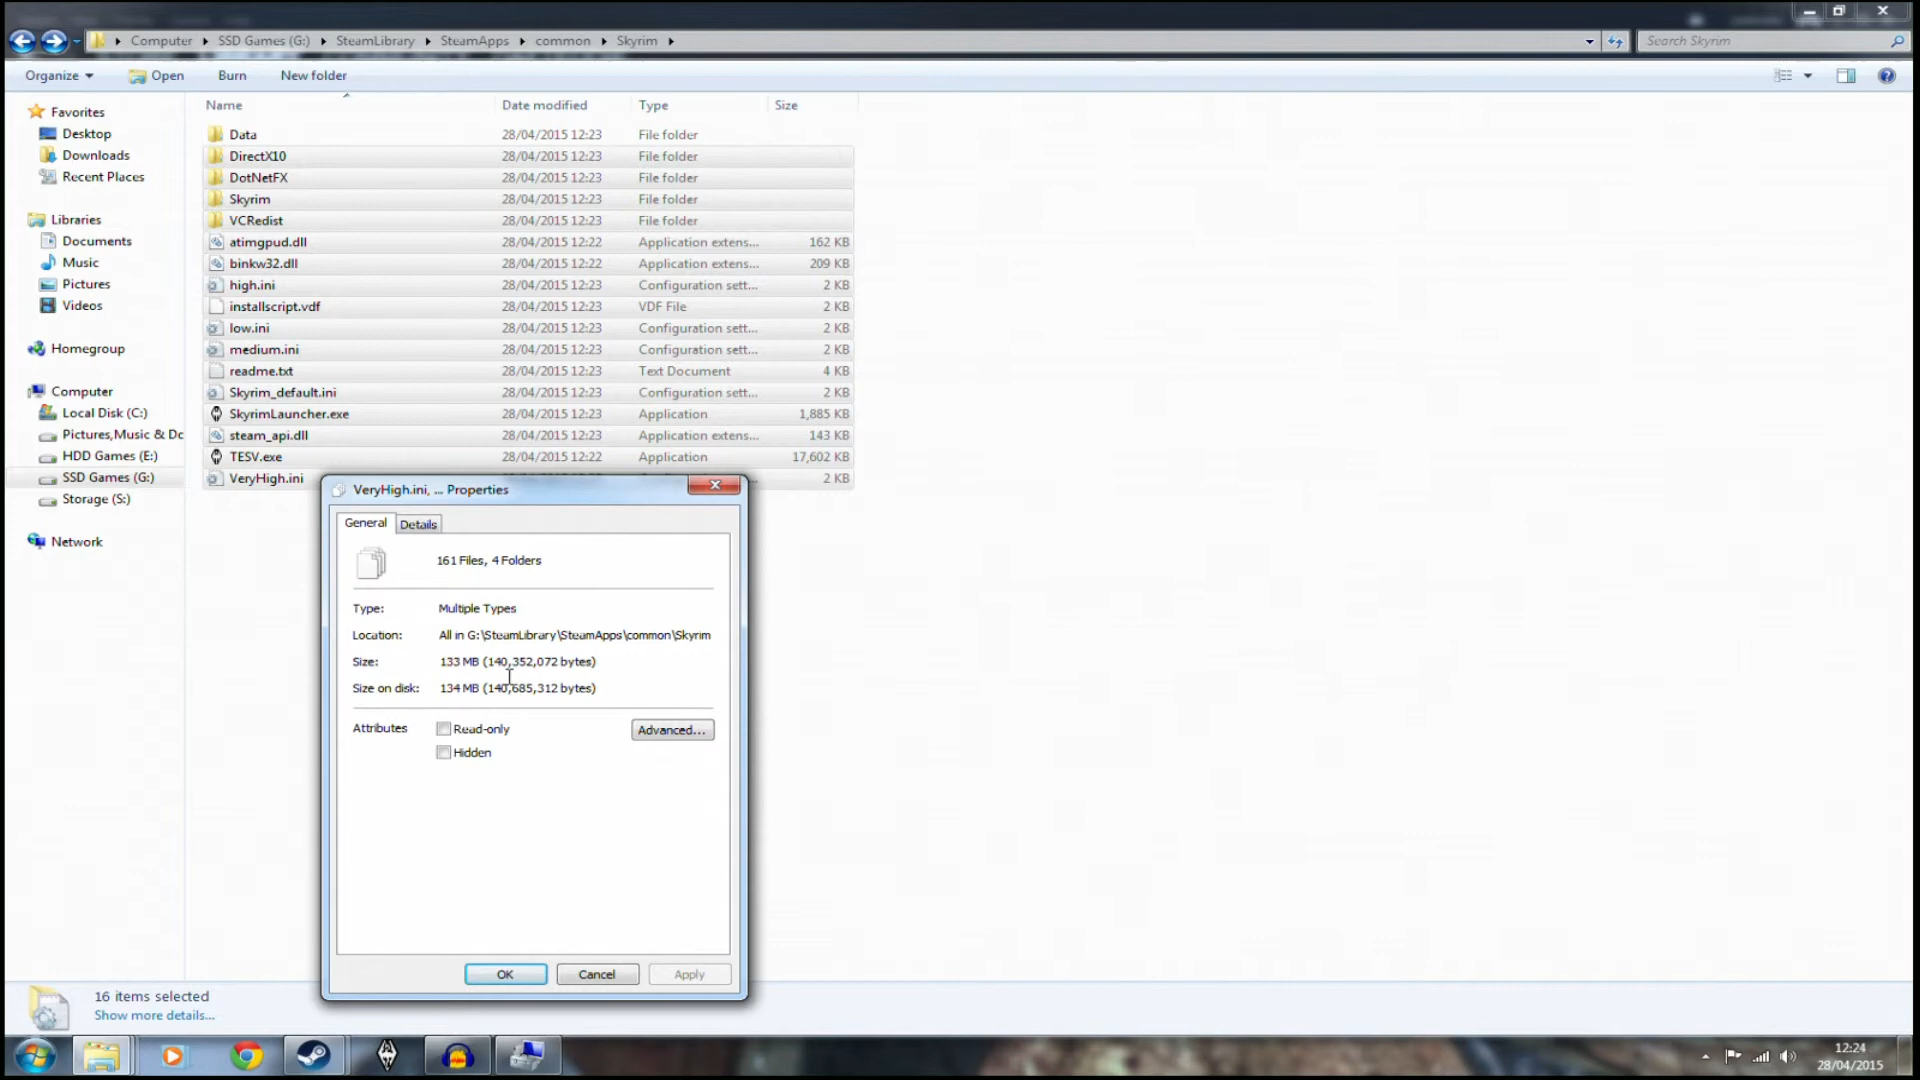 Computer SSD Games (G:) SteamLibrary SteamApps common Skyrim Search Skyrim
Organize Open Burn New folder
Name Date modified Type Size
Favorites
Desktop
Downloads
Recent Places
Libraries
Documents
Music
Pictures
Videos
Homegroup
Computer
Local Disk (C:)
Pictures,Music & Dc
HDD Games (E:)
SSD Games (G:)
Storage (S:)
Network
Data 28/04/2015 12:23 File folder
DirectX10 28/04/2015 12:23 File folder
DotNetFX 28/04/2015 12:23 File folder
Skyrim 28/04/2015 12:23 File folder
VCRedist 28/04/2015 12:23 File folder
atimgpud.dll 28/04/2015 12:22 Application extens... 162 KB
binkw32.dll 28/04/2015 12:22 Application extens... 209 KB
high.ini 28/04/2015 12:23 Configuration sett... 2 KB
installscript.vdf 28/04/2015 12:23 VDF File 2 KB
low.ini 28/04/2015 12:23 Configuration sett... 2 KB
medium.ini 28/04/2015 12:23 Configuration sett... 2 KB
readme.txt 28/04/2015 12:23 Text Document 4 KB
Skyrim_default.ini 28/04/2015 12:23 Configuration sett... 2 KB
SkyrimLauncher.exe 28/04/2015 12:23 Application 1,885 KB
steam_api.dll 28/04/2015 12:23 Application extens... 143 KB
TESV.exe 28/04/2015 12:22 Application 17,602 KB
VeryHigh.ini 2 KB
VeryHigh.ini, ... Properties
General Details
161 Files, 4 Folders
Type: Multiple Types
Location: All in G:\SteamLibrary\SteamApps\common\Skyrim
Size: 133 MB (140,352,072 bytes)
Size on disk: 134 MB (140,685,312 bytes)
Attributes Read-only Advanced...
Hidden
OK Cancel Apply
16 items selected
Show more details...
12:24
28/04/2015